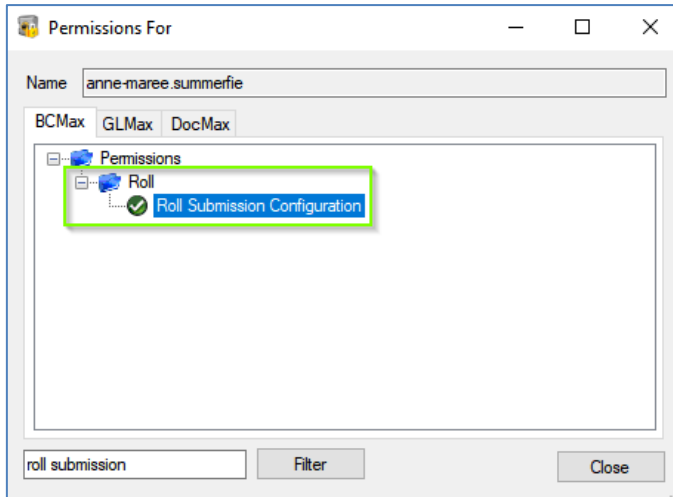 Permissions For
Name anne-maree.summerfie
BCMax GLMax DocMax
Permissions
Roll
Roll Submission Configuration
roll submission Filter Close